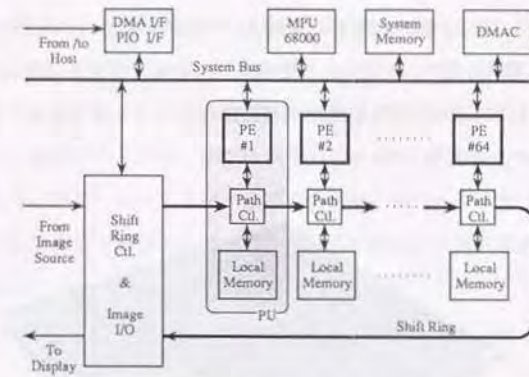 DMA I/F
PIO I/F
MPU
68000
System
Memory
DMAC
From /to
Host
System Bus
PE
#1
PE
#2
........
PE
#64
From
Image
Source
Shift
Ring
Ctl.
&
Image
I/O
Path
Ctl.
Path
Ctl.
......
Path
Ctl.
Local
Memory
Local
Memory
........
Local
Memory
PU
Shift Ring
To
Display